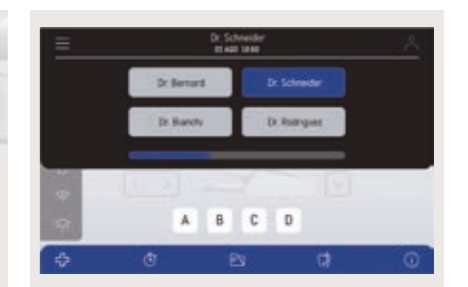 Dr. Schneider
Dr. Bernard
Dr. Schneider
Dr. Bianchi
Dr. Rodriguez
A B C D